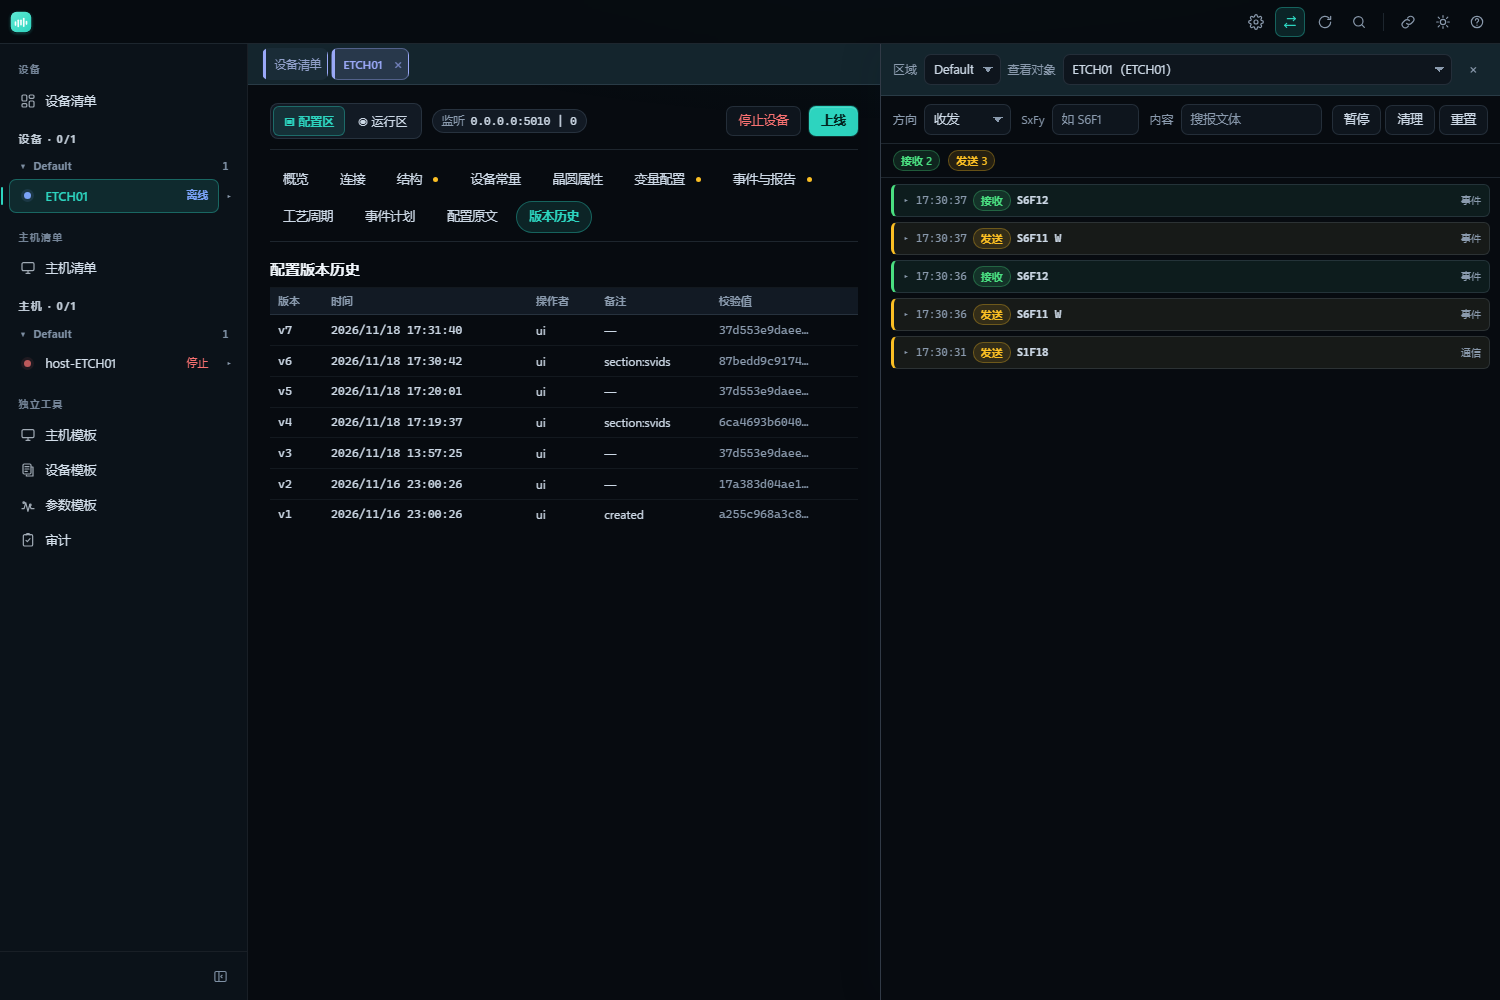 设备
设备清单
设备 · 0/1
Default 1
ETCH01 离线
主机清单
主机清单
主机 · 0/1
Default 1
host-ETCH01 停止
独立工具
主机模板
设备模板
参数模板
审计
设备清单 ETCH01 ×
配置区 运行区 监听 0.0.0.0:5010 | 0 停止设备 上线
概览 连接 结构 设备常量 晶圆属性 变量配置 事件与报告
工艺周期 事件计划 配置原文 版本历史
配置版本历史
版本 时间 操作者 备注 校验值
v7 2026/11/18 17:31:40 ui — 37d553e9daee…
v6 2026/11/18 17:30:42 ui section:svids 87bedd9c9174…
v5 2026/11/18 17:20:01 ui — 37d553e9daee…
v4 2026/11/18 17:19:37 ui section:svids 6ca4693b6040…
v3 2026/11/18 13:57:25 ui — 37d553e9daee…
v2 2026/11/16 23:00:26 ui — 17a383d04ae1…
v1 2026/11/16 23:00:26 ui created a255c968a3c8…
区域 Default 查看对象 ETCH01 (ETCH01) ×
方向 收发 SxFy 如 S6F1 内容 搜报文体 暂停 清理 重置
接收 2 发送 3
17:30:37 接收 S6F12 事件
17:30:37 发送 S6F11 W 事件
17:30:36 接收 S6F12 事件
17:30:36 发送 S6F11 W 事件
17:30:31 发送 S1F18 通信